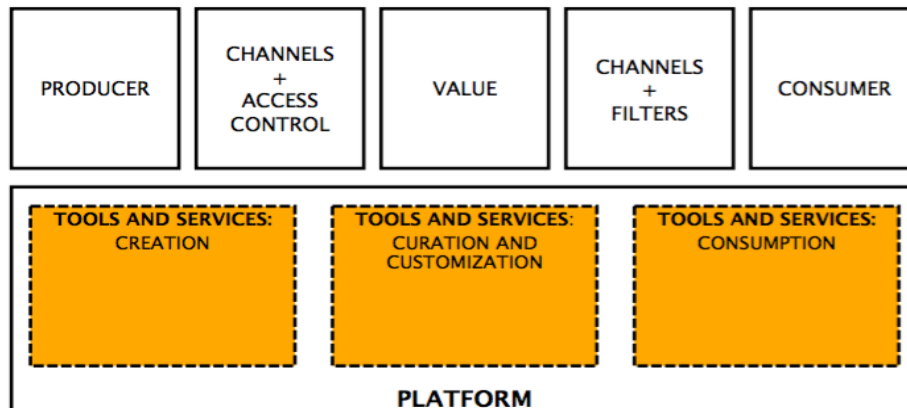 PRODUCER
CHANNELS
+
ACCESS
CONTROL
VALUE
CHANNELS
+
FILTERS
CONSUMER
TOOLS AND SERVICES:
CREATION
TOOLS AND SERVICES:
CURATION AND
CUSTOMIZATION
TOOLS AND SERVICES:
CONSUMPTION
PLATFORM